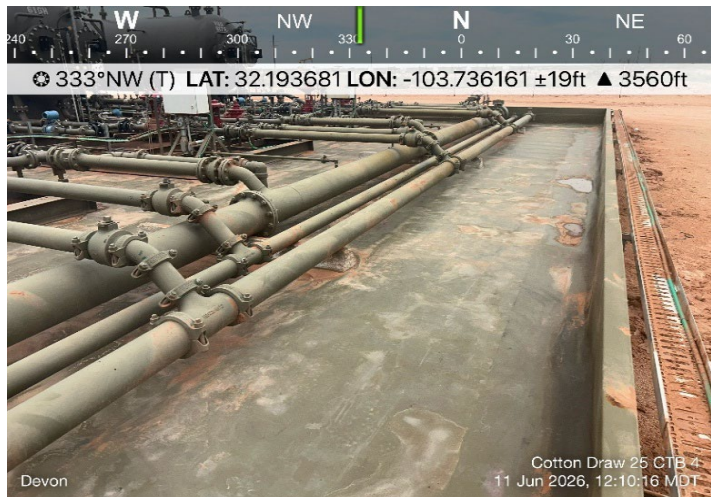 W NW N NE
240 270 300 330 0 30 60
333°NW (T) LAT: 32.193681 LON: -103.736161 ±19ft ▲ 3560ft
Cotton Draw 25 CTB 4
Devon
11 Jun 2026, 12:10:16 MDT